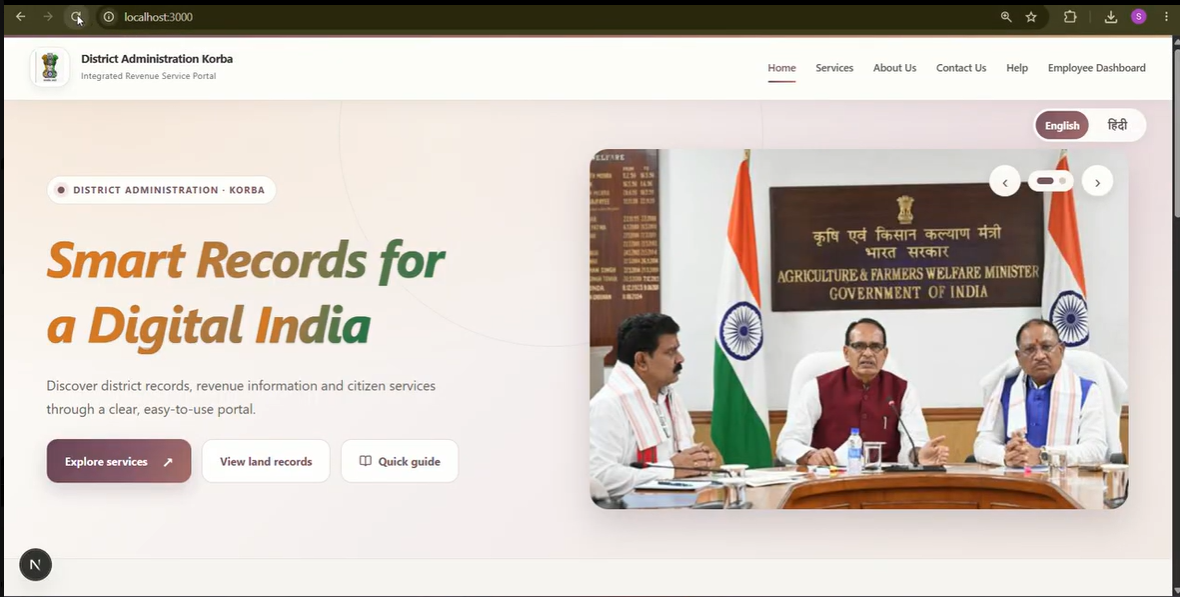 localhost:3000
S
District Administration Korba
Integrated Revenue Service Portal
Home
Services
About Us
Contact Us
Help
Employee Dashboard
English
हिंदी
DISTRICT ADMINISTRATION · KORBA
Smart Records for
a Digital India
Discover district records, revenue information and citizen services
through a clear, easy-to-use portal.
Explore services ↗
View land records
Quick guide
WELFARE
कृषि एवं किसान कल्याण मंत्री
भारत सरकार
AGRICULTURE & FARMERS WELFARE MINISTER
GOVERNMENT OF INDIA
N